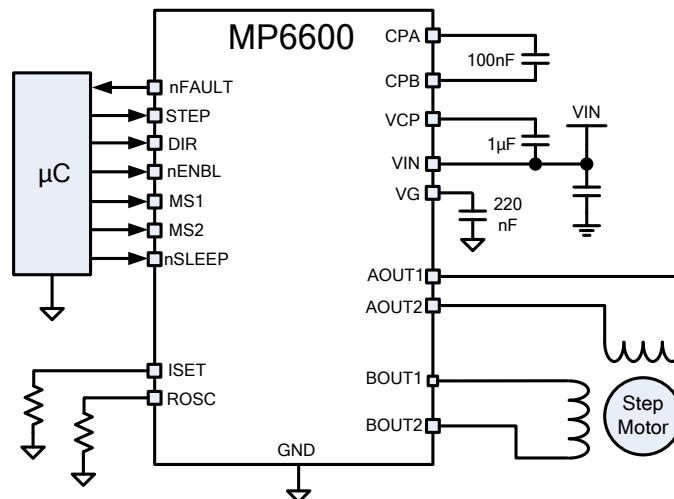 MP6600
µC
nFAULT
STEP
DIR
nENBL
MS1
MS2
nSLEEP
ISET
ROSC
GND
CPA
CPB
VCP
VIN
VG
AOUT1
AOUT2
BOUT1
BOUT2
100nF
1µF
VIN
220
nF
Step
Motor